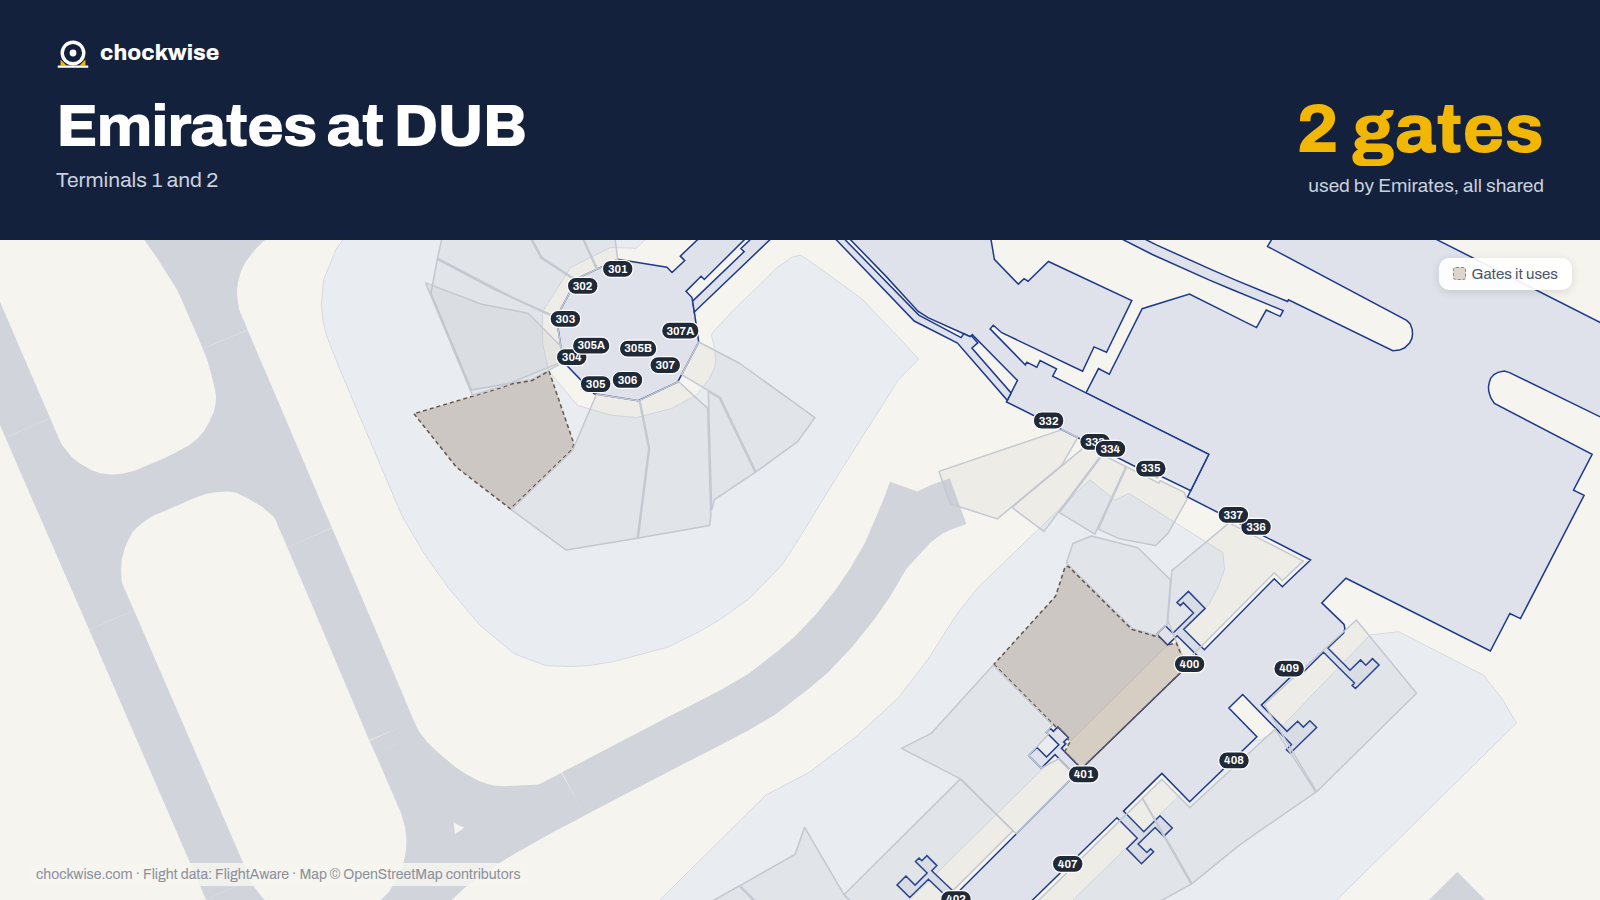 chockwise
Emirates at DUB
Terminals 1 and 2
2 gates
used by Emirates, all shared
Gates it uses
301
302
303
307A
305A
305B
304
307
306
305
332
333
334
335
337
336
400
409
408
401
407
402
chockwise.com · Flight data: FlightAware · Map © OpenStreetMap contributors